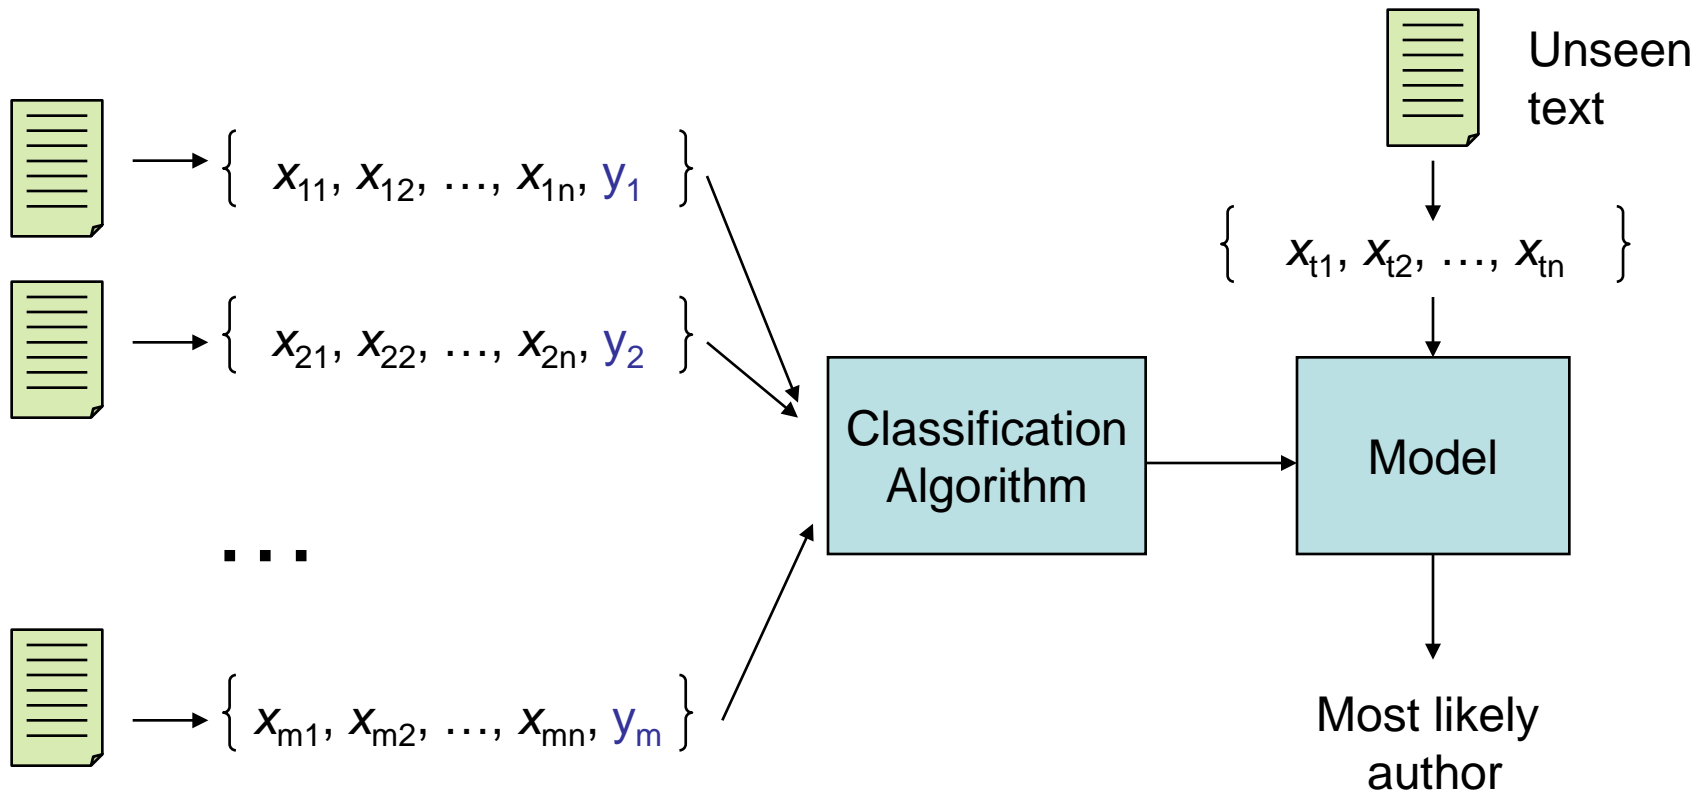 Unseen
text
{ x11, x12, …, x1n, y1 }
{ xt1, xt2, …, xtn }
{ x21, x22, …, x2n, y2 }
Classification
Algorithm
Model
...
{ xm1, xm2, …, xmn, ym }
Most likely
author